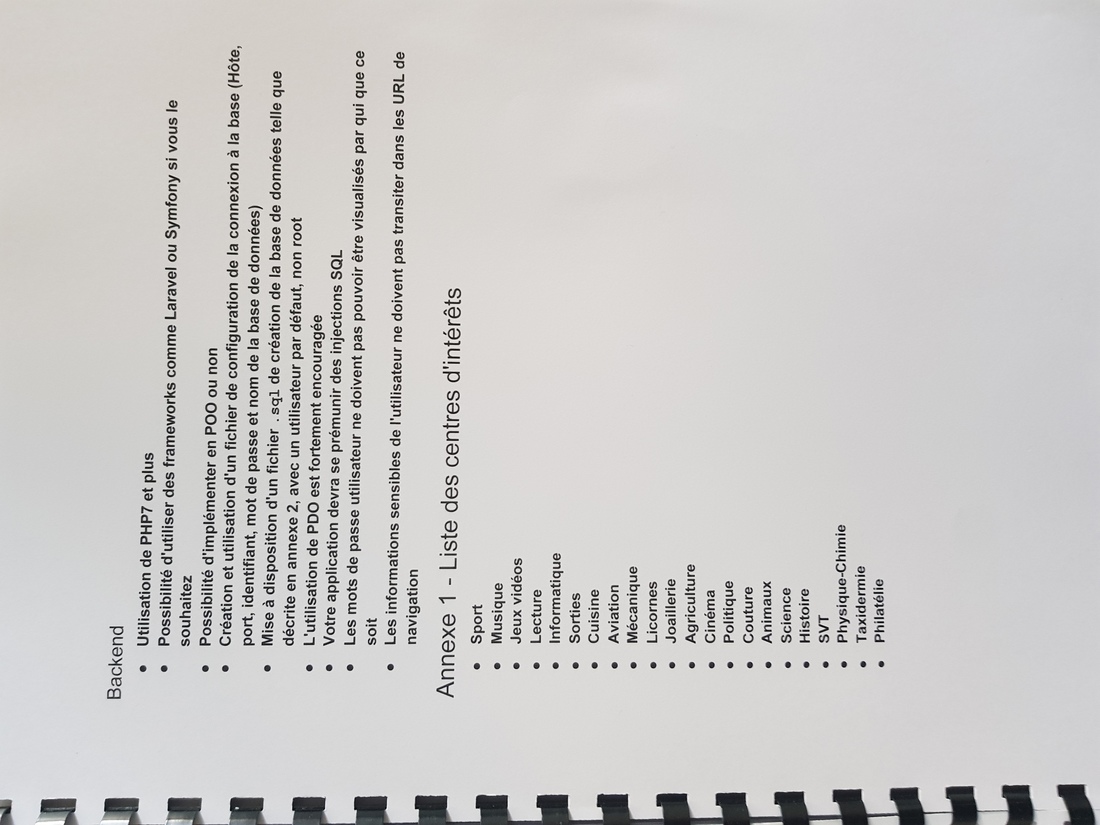 Backend
• Utilisation de PHP7 et plus
• Possibilité d'utiliser des frameworks comme Laravel ou Symfony si vous le
souhaitez
• Possibilité d'implémenter en POO ou non
• Création et utilisation d'un fichier de configuration de la connexion à la base (Hôte,
port, identifiant, mot de passe et nom de la base de données)
• Mise à disposition d'un fichier .sql de création de la base de données telle que
décrite en annexe 2, avec un utilisateur par défaut, non root
• L'utilisation de PDO est fortement encouragée
• Votre application devra se prémunir des injections SQL
• Les mots de passe utilisateur ne doivent pas pouvoir être visualisés par qui que ce
soit
• Les informations sensibles de l'utilisateur ne doivent pas transiter dans les URL de
navigation
Annexe 1 - Liste des centres d'intérêts
• Sport
• Musique
• Jeux vidéos
• Lecture
• Informatique
• Sorties
• Cuisine
• Aviation
• Mécanique
• Licornes
• Joaillerie
• Agriculture
• Cinéma
• Politique
• Couture
• Animaux
• Science
• Histoire
• SVT
• Physique-Chimie
• Taxidermie
• Philatélie